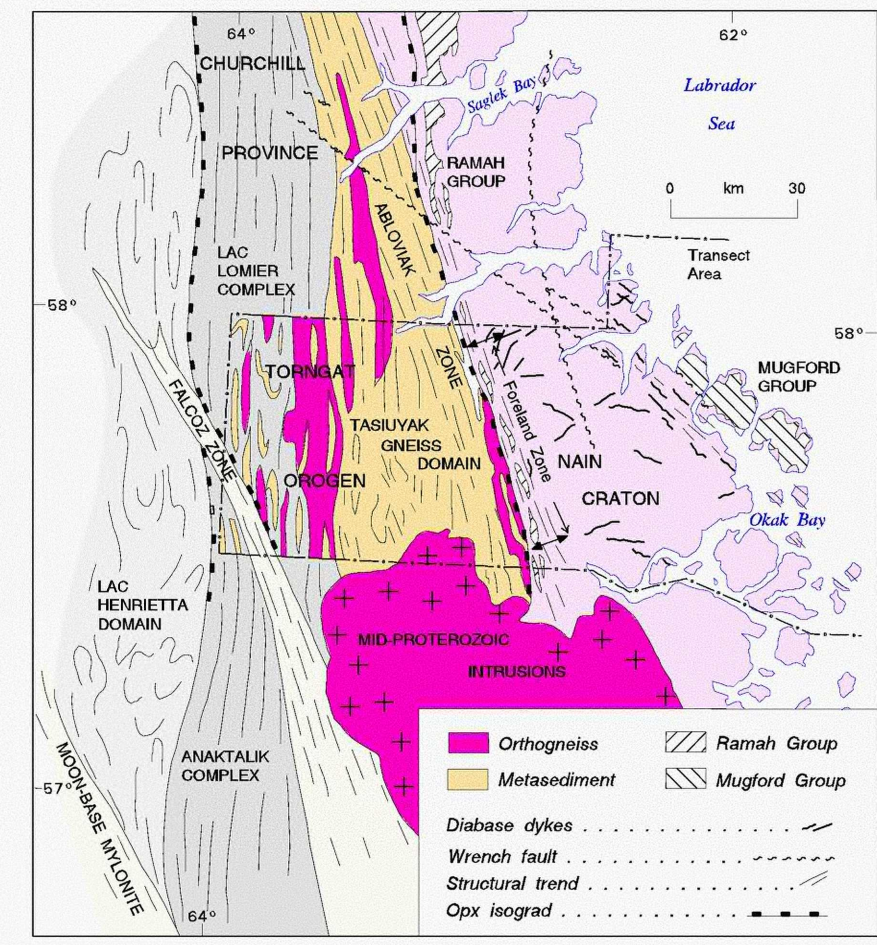 64°
62°
CHURCHILL
PROVINCE
Saglek Bay
Labrador
Sea
RAMAH
GROUP
0 km 30
ABLOVIAK
ZONE
LAC
LOMIER
COMPLEX
Transect
Area
58°
58°
TORNGAT
OROGEN
FALCOZ ZONE
TASIUYAK
GNEISS
DOMAIN
Foreland Zone
NAIN
CRATON
MUGFORD
GROUP
Okak Bay
LAC
HENRIETTA
DOMAIN
MID-PROTEROZOIC
INTRUSIONS
ANAKTALIK
COMPLEX
57°
MOON-BASE MYLONITE
64°
Orthogneiss
Ramah Group
Metasediment
Mugford Group
Diabase dykes
Wrench fault
Structural trend
Opx isograd